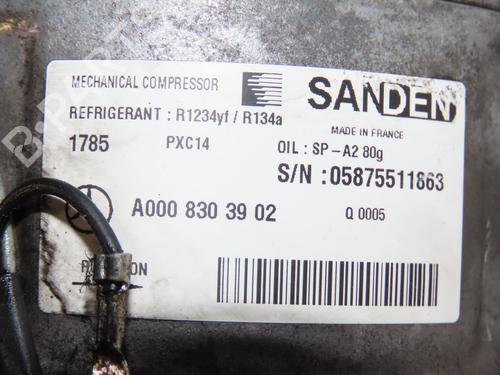 MECHANICAL COMPRESSOR
SANDEN
REFRIGERANT : R1234yf / R134a
MADE IN FRANCE
1785 PXC14
OIL : SP-A2 80g
S/N :05875511863
A000 830 39 02
Q 0005